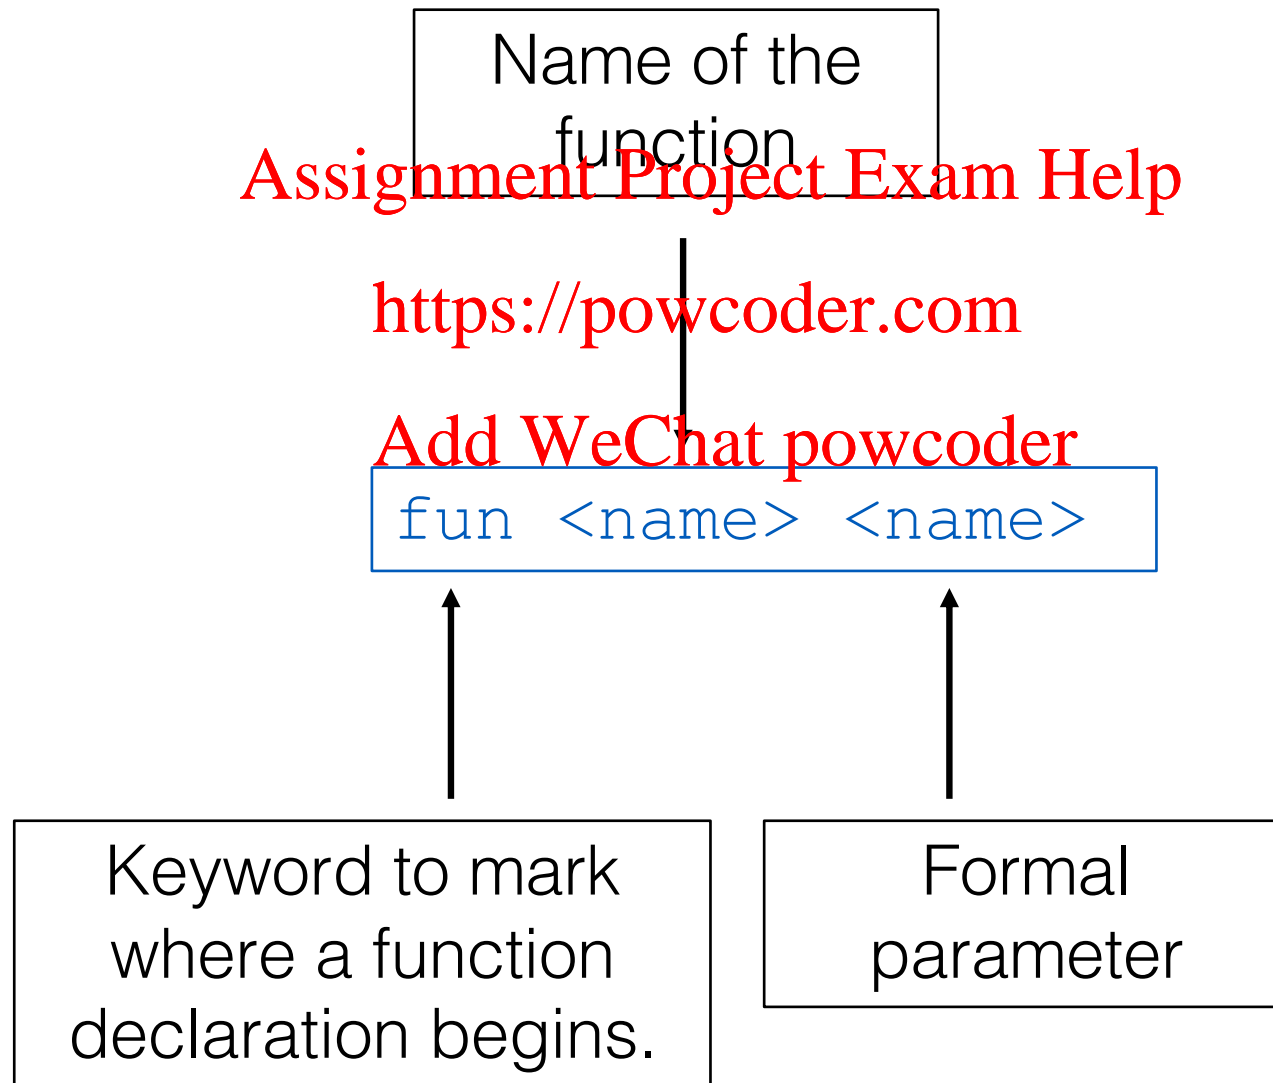 Name of the
function
Assignment Project Exam Help
https://powcoder.com
Add WeChat powcoder
fun <name> <name>
Keyword to mark
where a function
declaration begins.
Formal
parameter